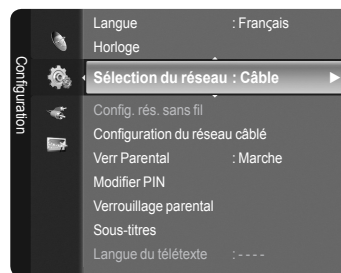 Configuration
Langue : Français
Horloge
Sélection du réseau : Câble
Config. rés. sans fil
Configuration du réseau câblé
Verr Parental : Marche
Modifier PIN
Verrouillage parental
Sous-titres
Langue du télétexte : - - - -